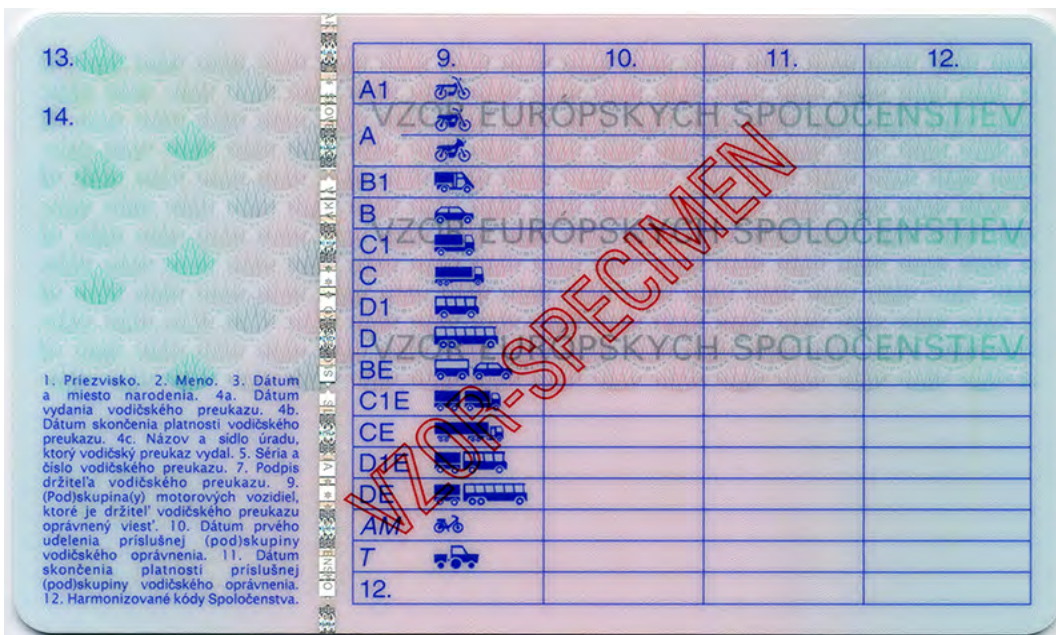 13.
14.
9. 10. 11. 12.
A1
VZOR EURÓPSKYCH SPOLOČENSTIEV
A
B1
B
VZOR EURÓPSKYCH SPOLOČENSTIEV
C1
C
D1
D
VZOR EURÓPSKYCH SPOLOČENSTIEV
BE
C1E
CE
D1E
DE
AM
T
12.
VZOR-SPECIMEN
1. Priezvisko. 2. Meno. 3. Dátum
a miesto narodenia. 4a. Dátum
vydania vodičského preukazu. 4b.
Dátum skončenia platnosti vodičského
preukazu. 4c. Názov a sídlo úradu,
ktorý vodičský preukaz vydal. 5. Séria a
číslo vodičského preukazu. 7. Podpis
držiteľa vodičského preukazu. 9.
(Pod)skupina(y) motorových vozidiel,
ktoré je držiteľ vodičského preukazu
oprávnený viesť. 10. Dátum prvého
udelenia príslušnej (pod)skupiny
vodičského oprávnenia. 11. Dátum
skončenia platnosti príslušnej
(pod)skupiny vodičského oprávnenia.
12. Harmonizované kódy Spoločenstva.